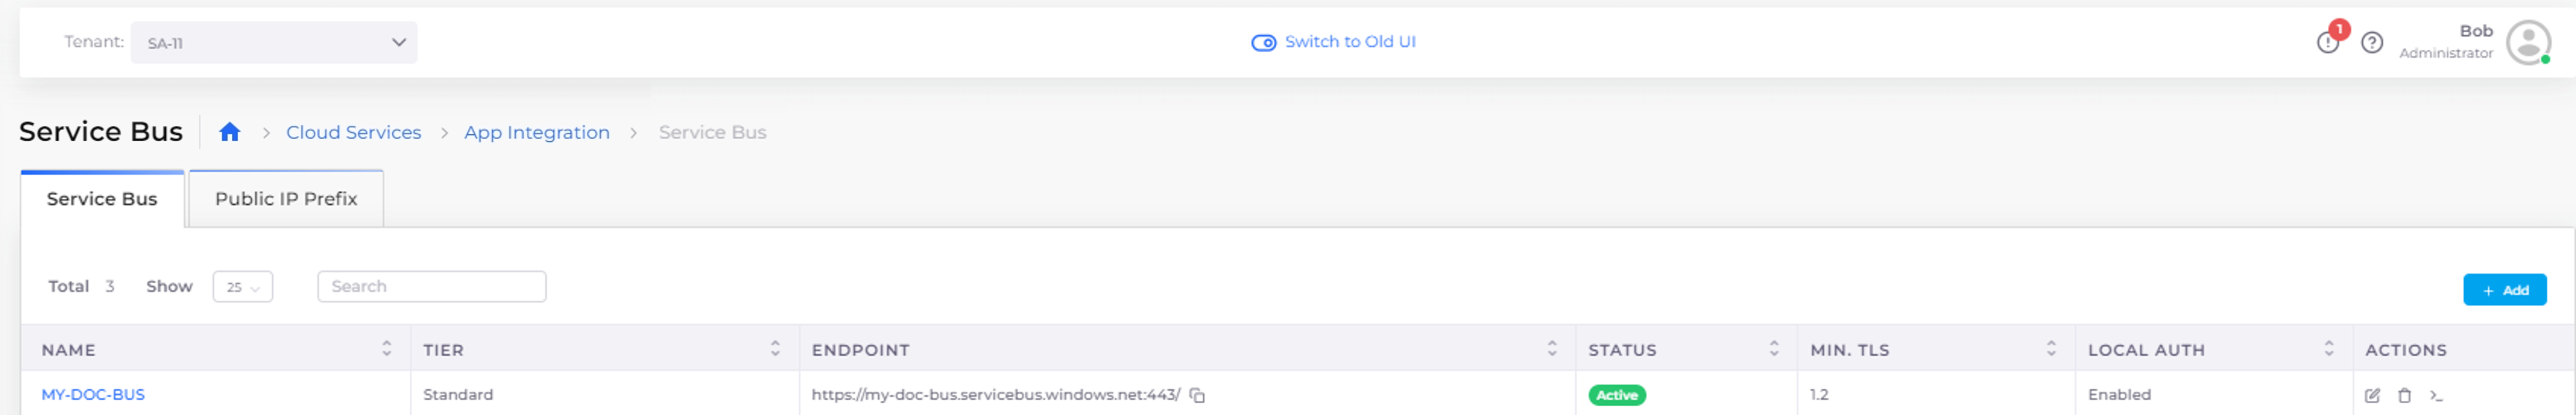 Tenant: SA-11 Switch to Old UI 1 Bob
Administrator
Service Bus Cloud Services App Integration Service Bus
Service Bus Public IP Prefix
Total 3 Show 25 Search + Add
NAME TIER ENDPOINT STATUS MIN. TLS LOCAL AUTH ACTIONS
MY-DOC-BUS Standard https://my-doc-bus.servicebus.windows.net:443/ Active 1.2 Enabled